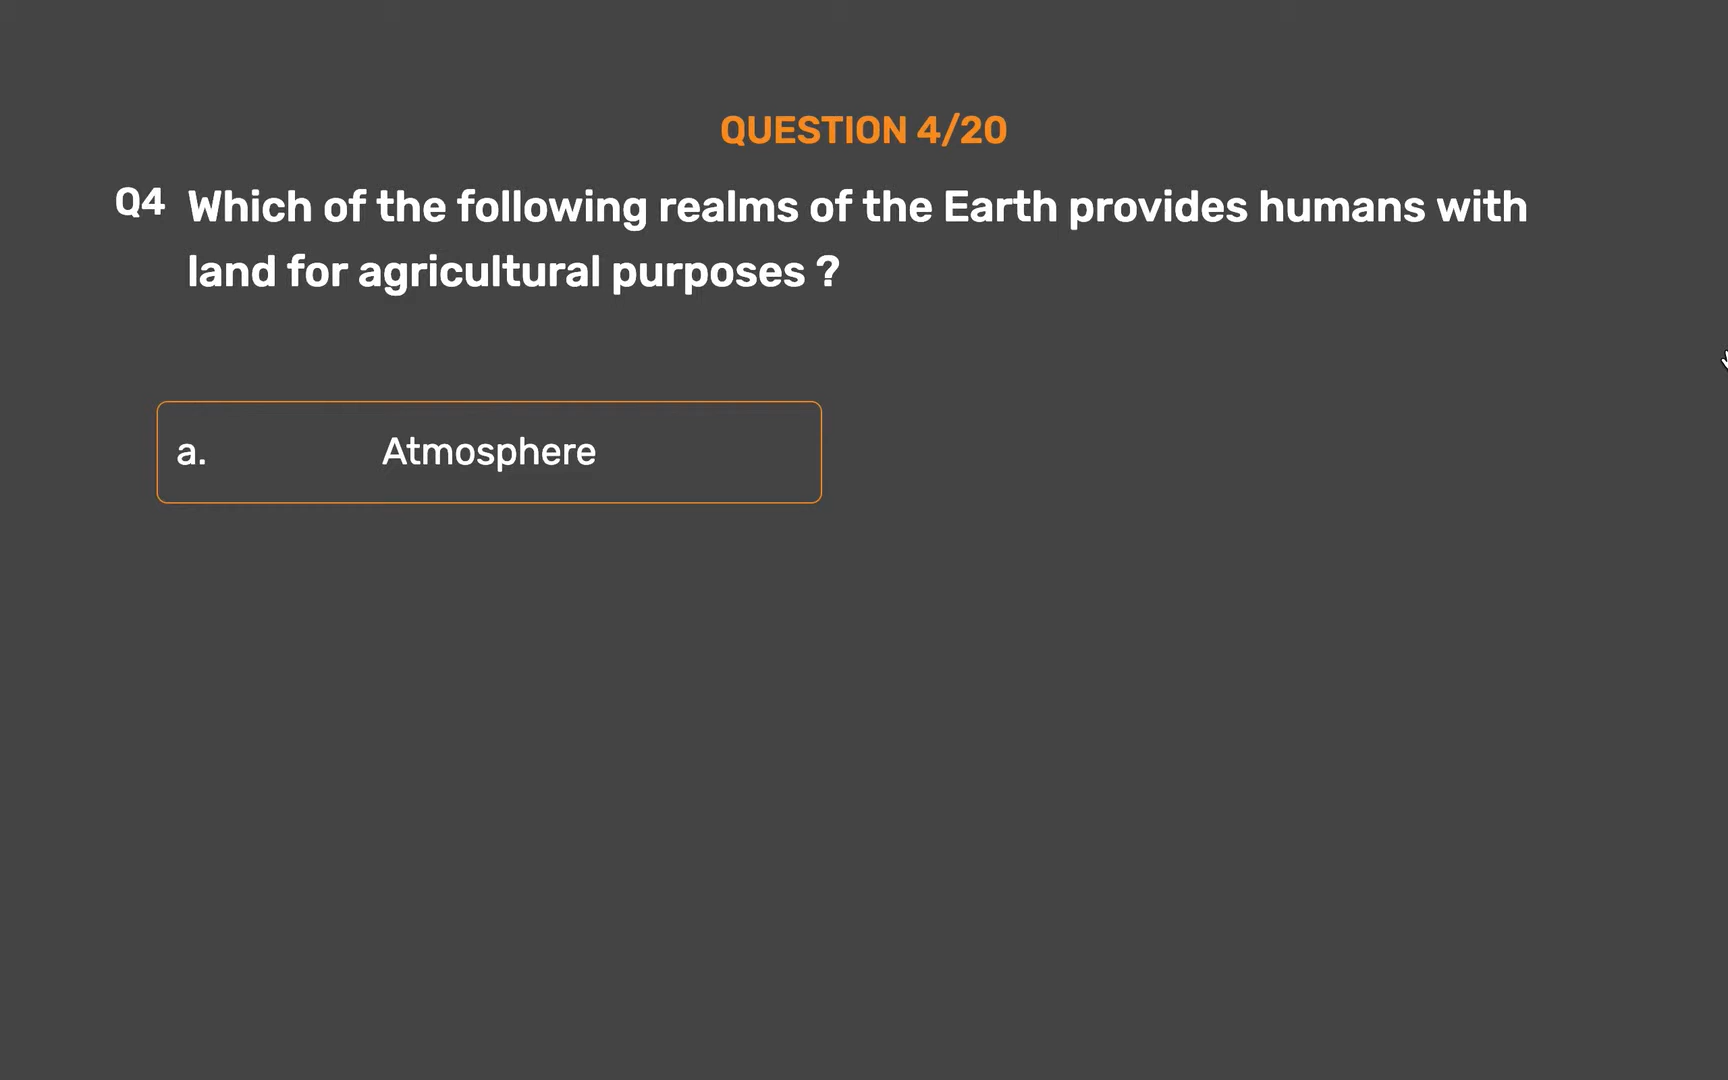 QUESTION 4/20
Q4 Which of the following realms of the Earth provides humans with
land for agricultural purposes ?
a. Atmosphere